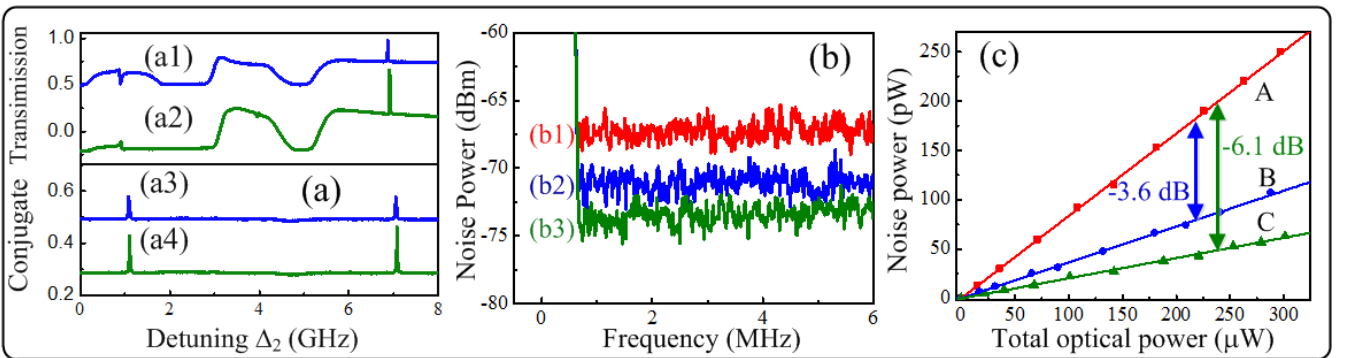 Conjugate Transimission
1.0
0.5
0.0
0.6
0.4
0.2
(a1)
(a2)
(a3)
(a)
(a4)
0 2 4 6 8
Detuning Δ₂ (GHz)
Noise Power (dBm)
-60
-65
-70
-75
-80
(b)
(b1)
(b2)
(b3)
0 2 4 6
Frequency (MHz)
Noise power (pW)
250
200
150
100
50
0
(c)
A
-6.1 dB
-3.6 dB
B
C
0 50 100 150 200 250 300
Total optical power (μW)